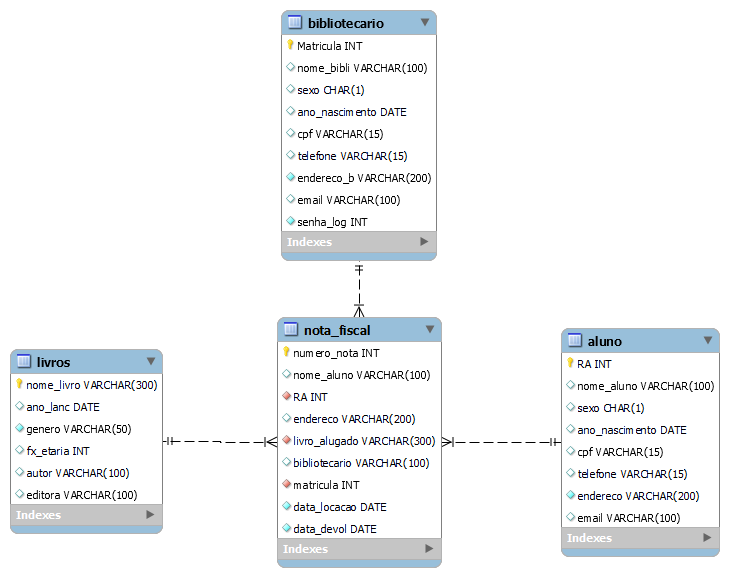 bibliotecario
Matricula INT
nome_bibli VARCHAR(100)
sexo CHAR(1)
ano_nascimento DATE
cpf VARCHAR(15)
telefone VARCHAR(15)
endereco_b VARCHAR(200)
email VARCHAR(100)
senha_log INT
Indexes
livros
nome_livro VARCHAR(300)
ano_lanc DATE
genero VARCHAR(50)
fx_etaria INT
autor VARCHAR(100)
editora VARCHAR(100)
Indexes
nota_fiscal
numero_nota INT
nome_aluno VARCHAR(100)
RA INT
endereco VARCHAR(200)
livro_alugado VARCHAR(300)
bibliotecario VARCHAR(100)
matricula INT
data_locacao DATE
data_devol DATE
Indexes
aluno
RA INT
nome_aluno VARCHAR(100)
sexo CHAR(1)
ano_nascimento DATE
cpf VARCHAR(15)
telefone VARCHAR(15)
endereco VARCHAR(200)
email VARCHAR(100)
Indexes